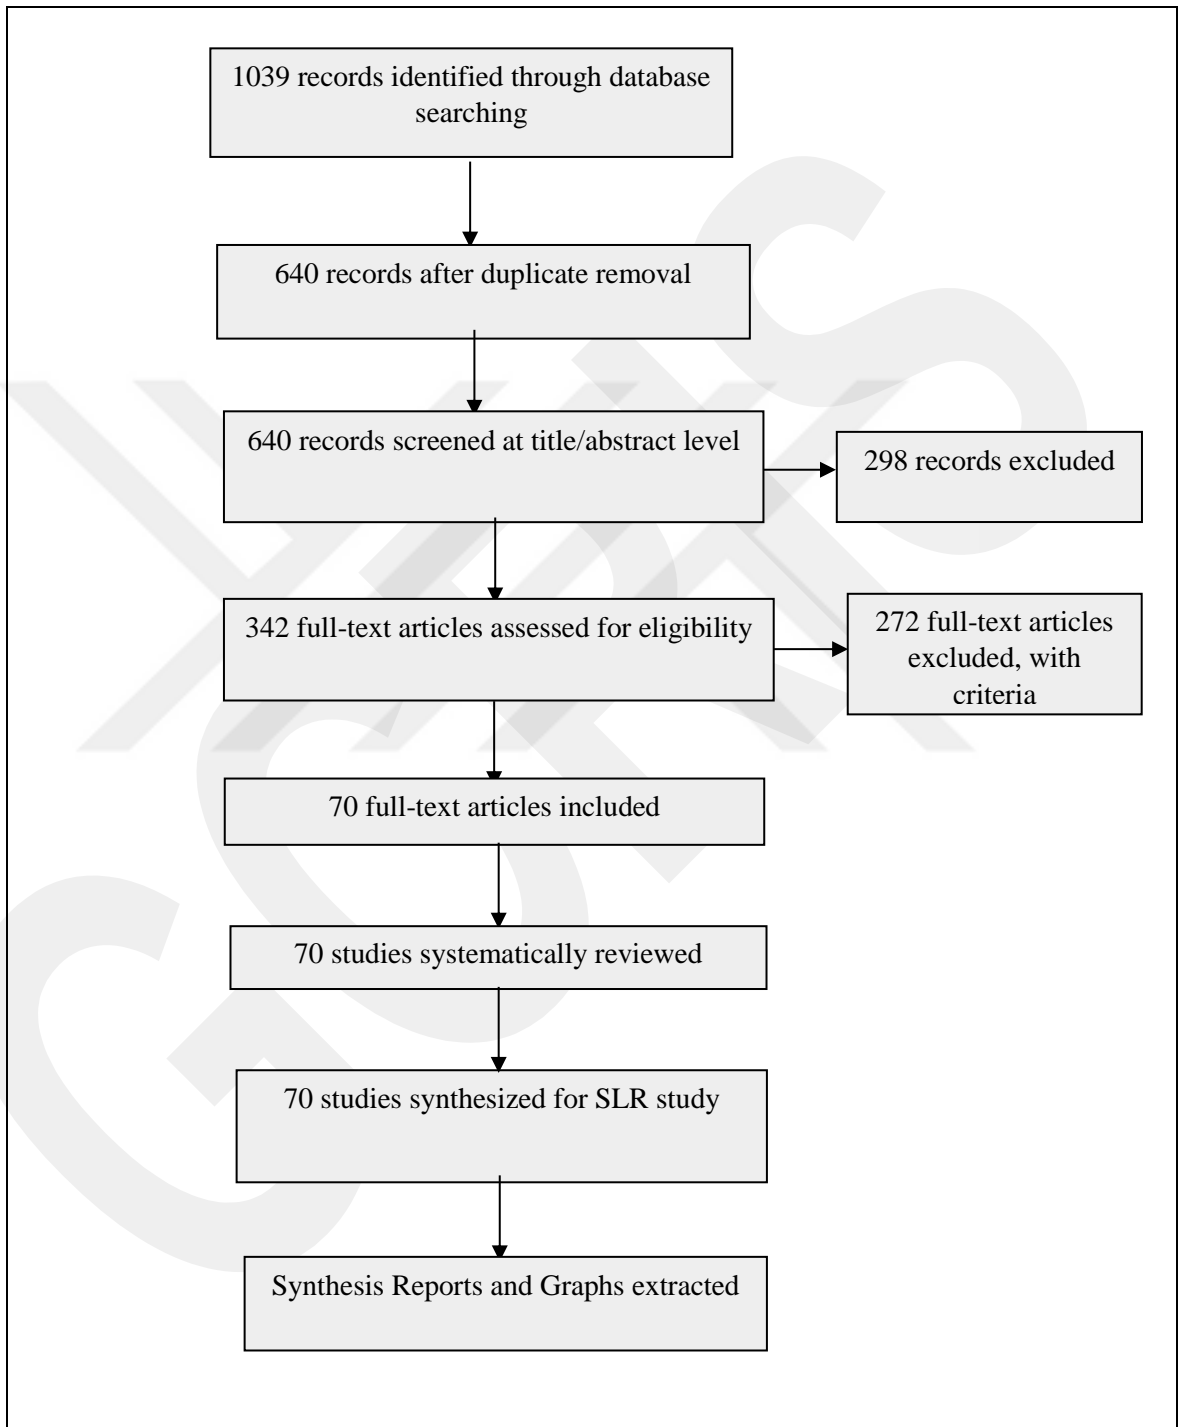 1039 records identified through database
searching
640 records after duplicate removal
640 records screened at title/abstract level
298 records excluded
342 full-text articles assessed for eligibility
272 full-text articles
excluded, with
criteria
70 full-text articles included
70 studies systematically reviewed
70 studies synthesized for SLR study
Synthesis Reports and Graphs extracted